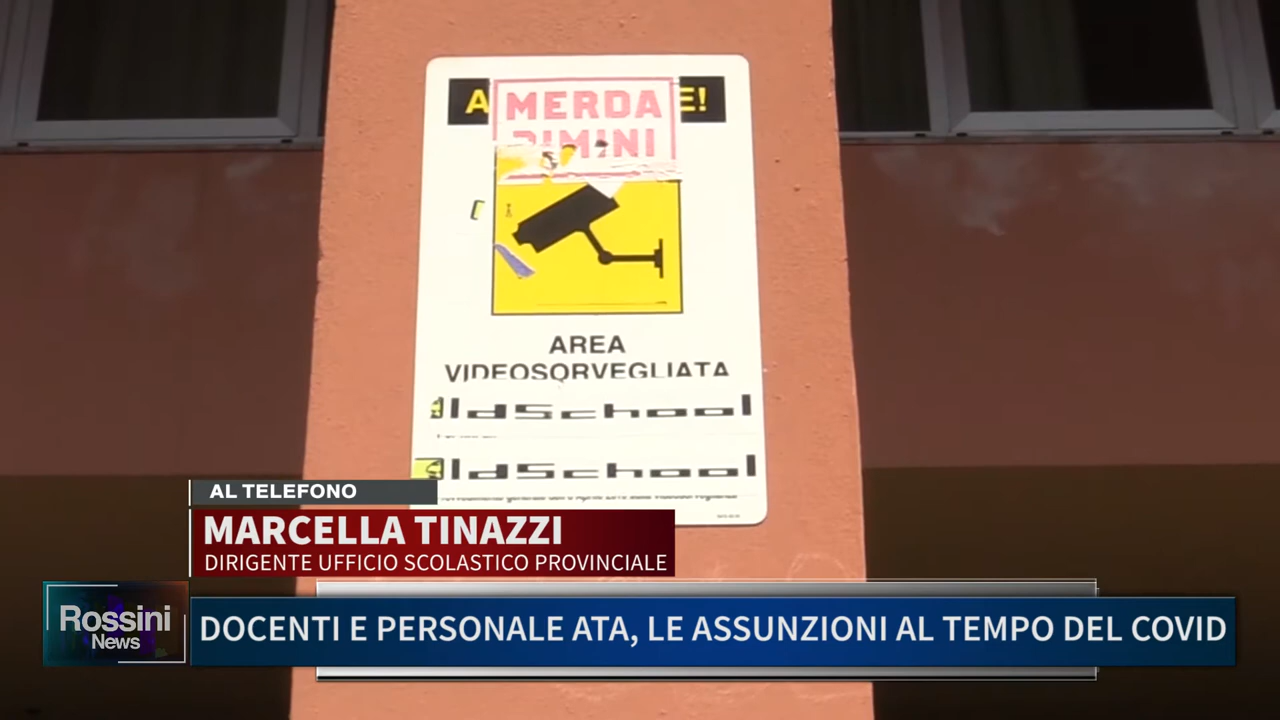 MERDA
RIMINI
AREA
VIDEOSORVEGLIATA
ldSchool
ldSchool
AL TELEFONO
MARCELLA TINAZZI
DIRIGENTE UFFICIO SCOLASTICO PROVINCIALE
Rossini
News
DOCENTI E PERSONALE ATA, LE ASSUNZIONI AL TEMPO DEL COVID